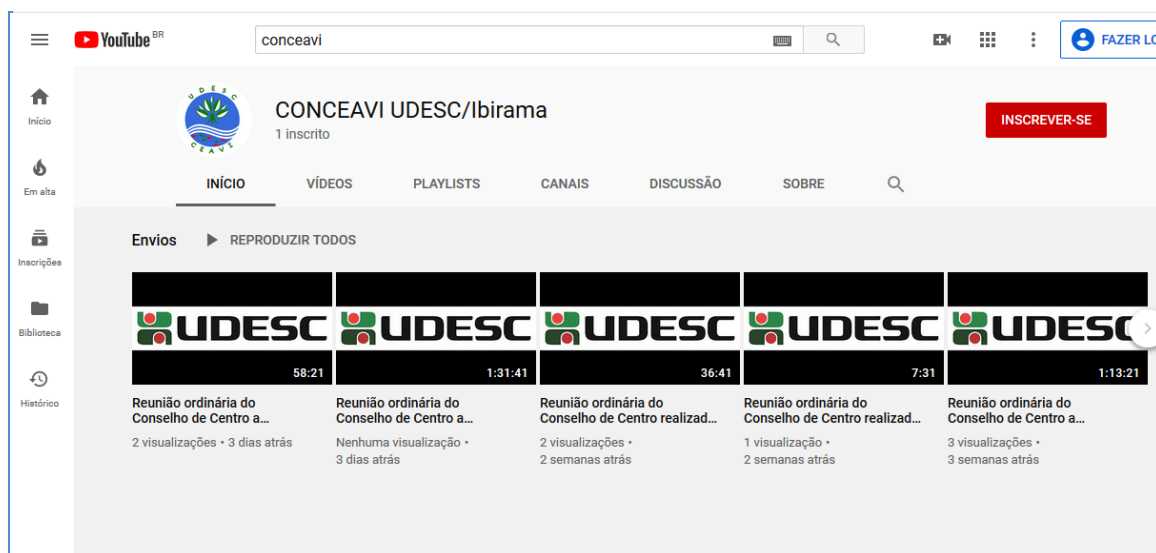 YouTube BR
conceavi
FAZER LO
Início
Em alta
Inscrições
Biblioteca
Histórico
UDESC
CEAVI
CONCEAVI UDESC/Ibirama
1 inscrito
INSCREVER-SE
INÍCIO VÍDEOS PLAYLISTS CANAIS DISCUSSÃO SOBRE
Envios REPRODUZIR TODOS
UDESC
58:21
Reunião ordinária do
Conselho de Centro a...
2 visualizações • 3 dias atrás
UDESC
1:31:41
Reunião ordinária do
Conselho de Centro a...
Nenhuma visualização •
3 dias atrás
UDESC
36:41
Reunião ordinária do
Conselho de Centro realizad...
2 visualizações •
2 semanas atrás
UDESC
7:31
Reunião ordinária do
Conselho de Centro realizad...
1 visualização •
2 semanas atrás
UDESC
1:13:21
Reunião ordinária do
Conselho de Centro a...
3 visualizações •
3 semanas atrás